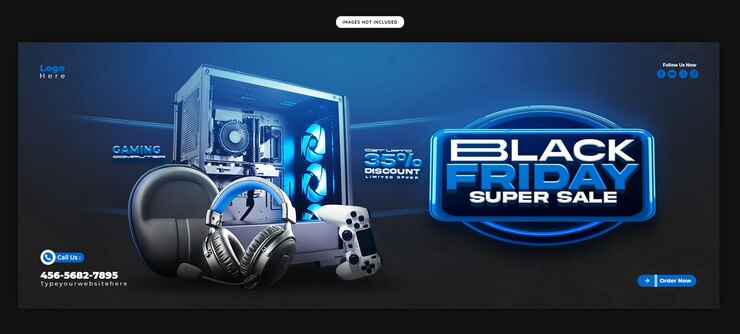 IMAGES NOT INCLUDED
Logo
Here
Follow Us Now
GAMING
COMPUTER
GET UPTO
35%
DISCOUNT
LIMITED OFFER
BLACK
FRIDAY
SUPER SALE
Call Us :
456-5682-7895
Typeyourwebsitehere
Order Now